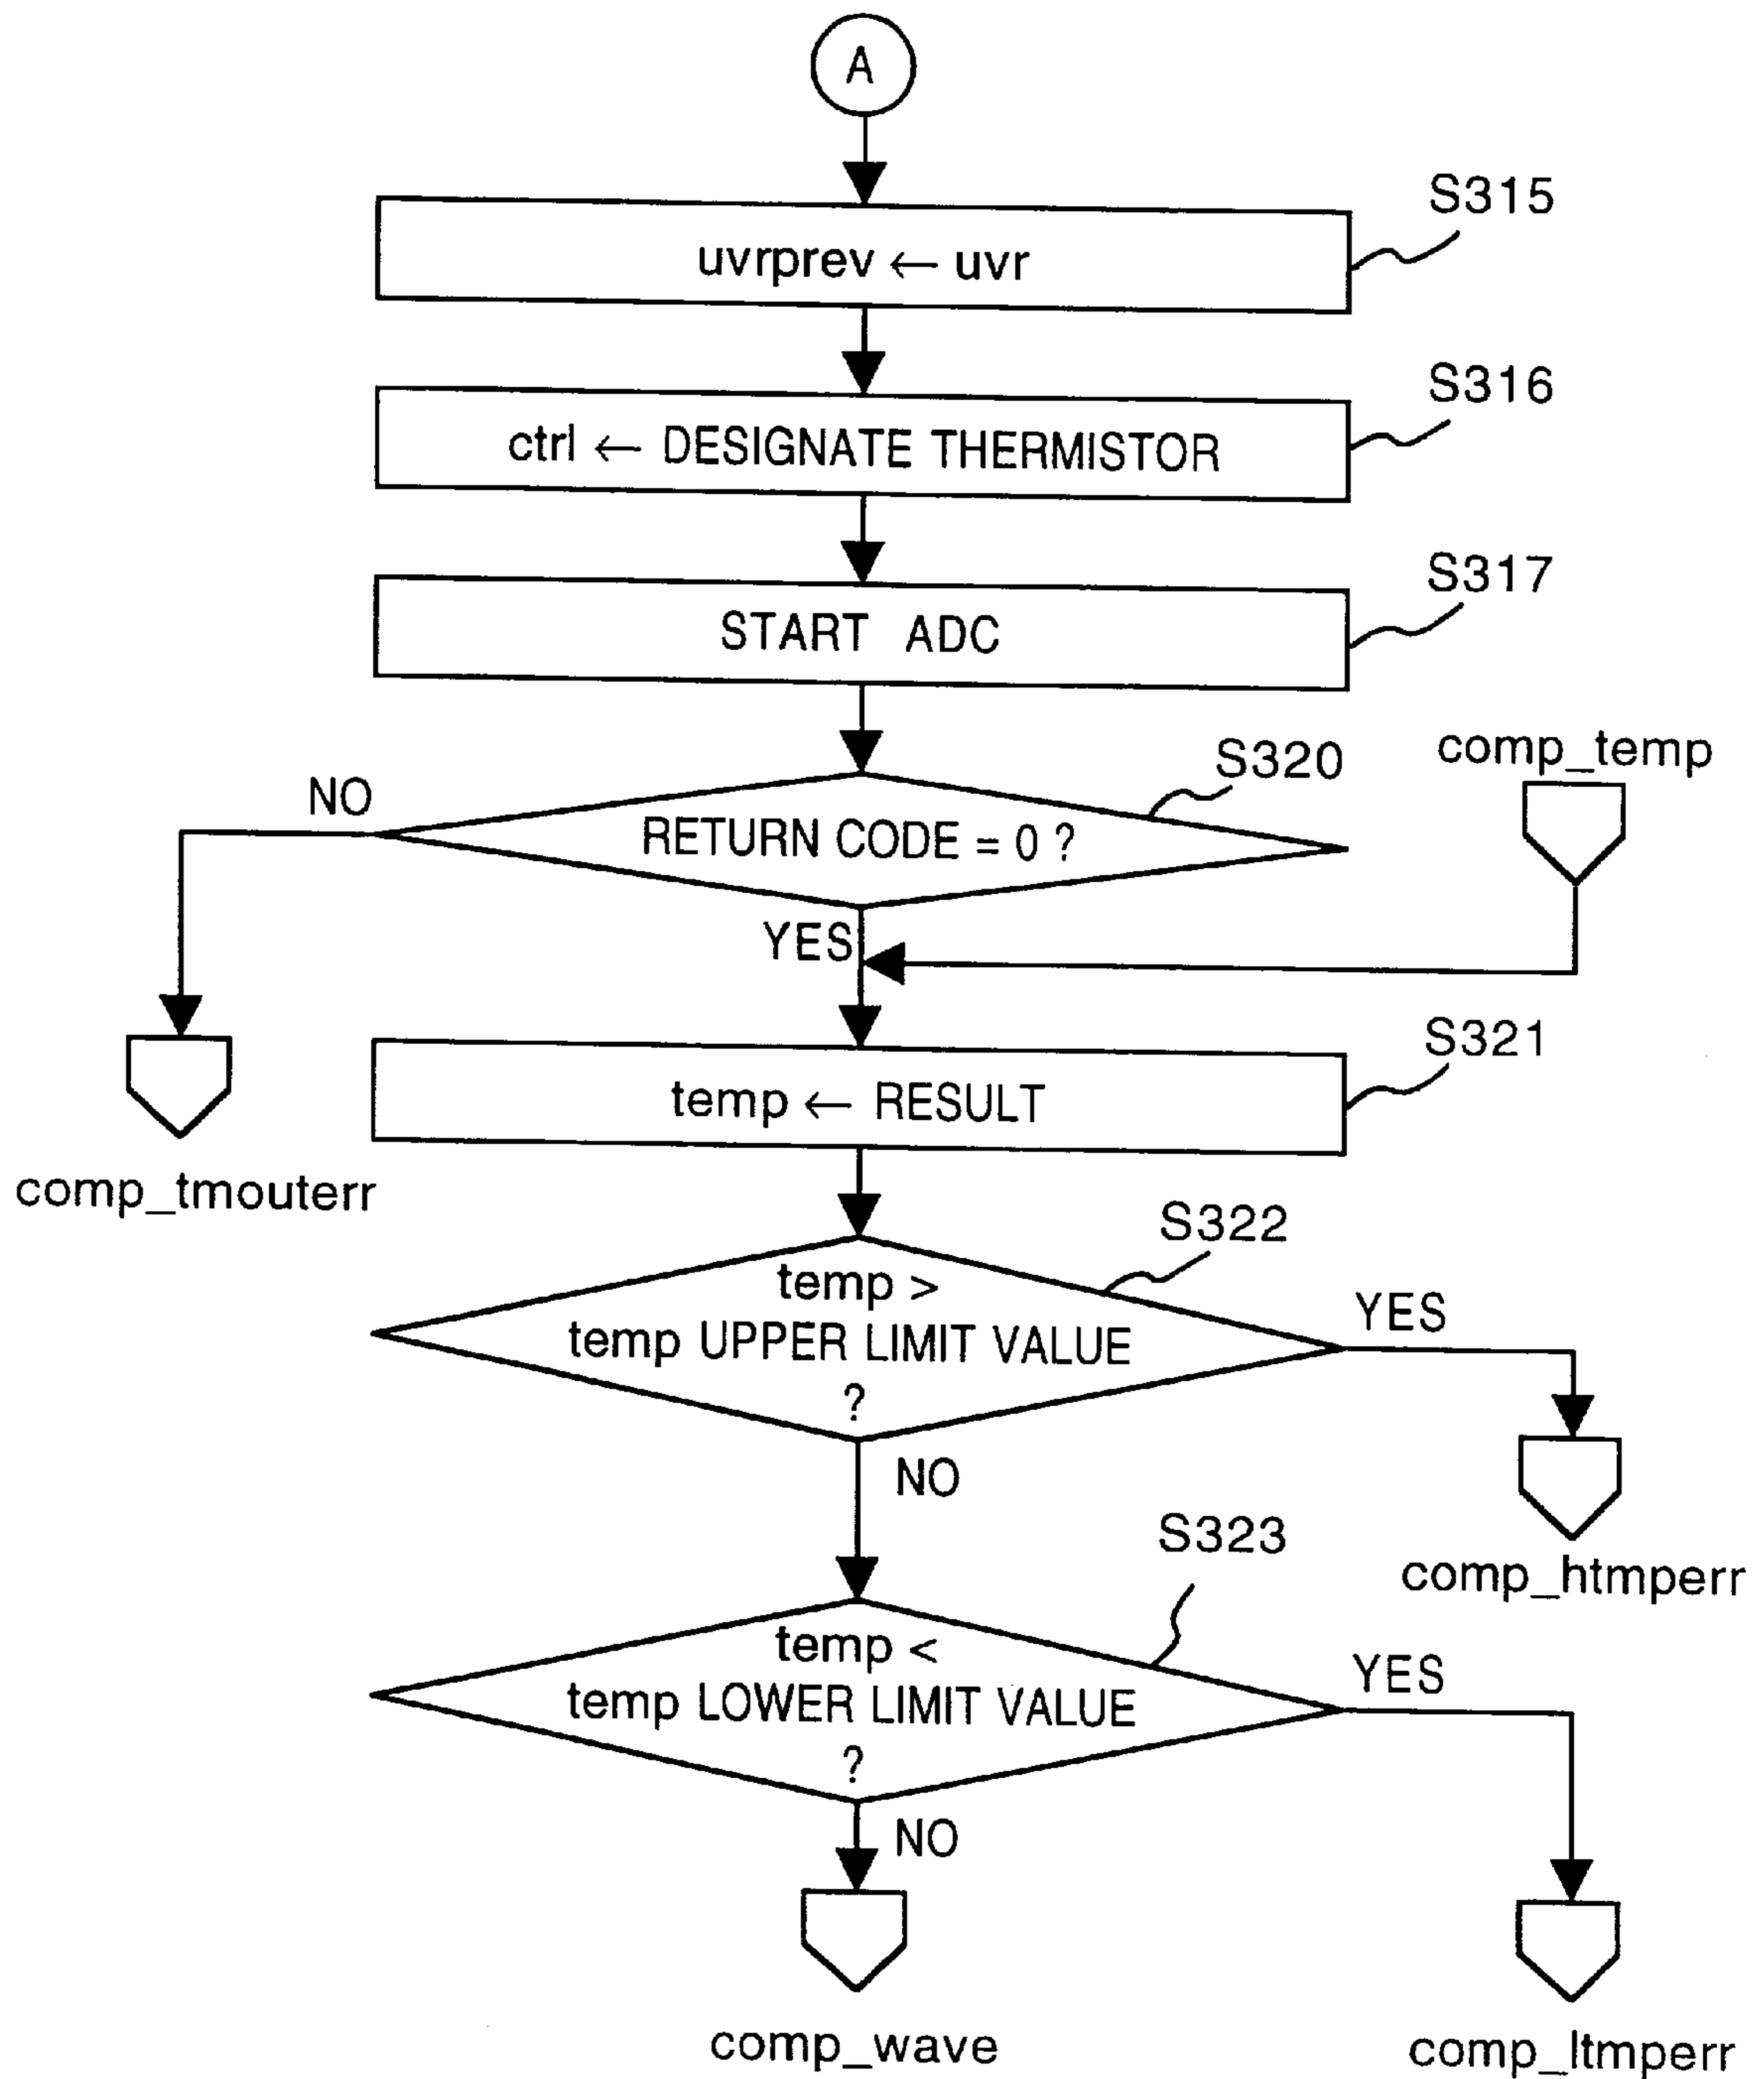 A
S315
uvrprev ← uvr
S316
ctrl ← DESIGNATE THERMISTOR
S317
START ADC
S320
comp_temp
NO
RETURN CODE = 0 ?
YES
S321
temp ← RESULT
comp_tmouterr
S322
temp >
temp UPPER LIMIT VALUE
?
YES
NO
comp_htmperr
S323
temp <
temp LOWER LIMIT VALUE
?
YES
NO
comp_wave
comp_ltmperr